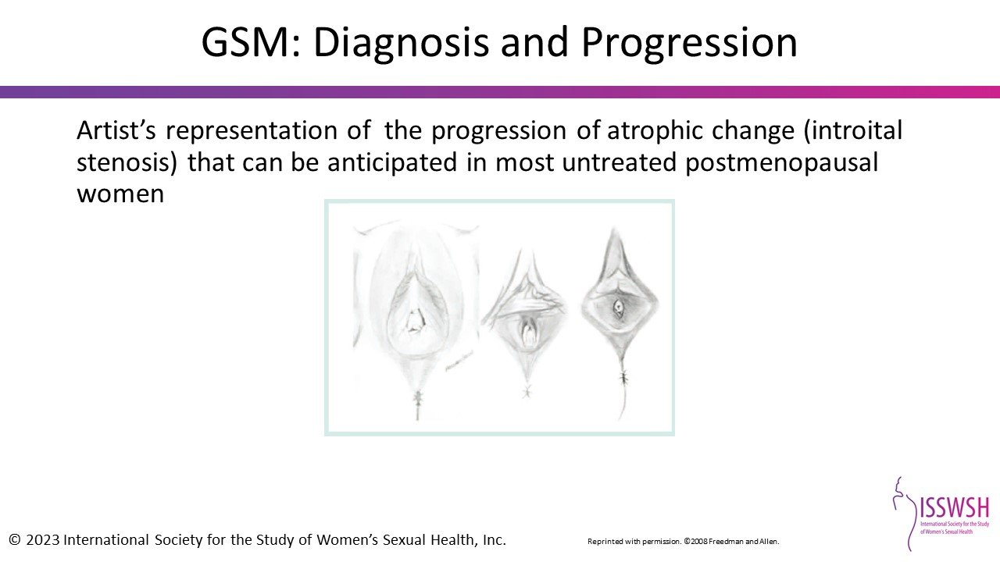 GSM: Diagnosis and Progression
Artist’s representation of the progression of atrophic change (introital
stenosis) that can be anticipated in most untreated postmenopausal
women
ISSWSH
International Society for the Study
of Women's Sexual Health
© 2023 International Society for the Study of Women’s Sexual Health, Inc.
Reprinted with permission. ©2008 Freedman and Allen.